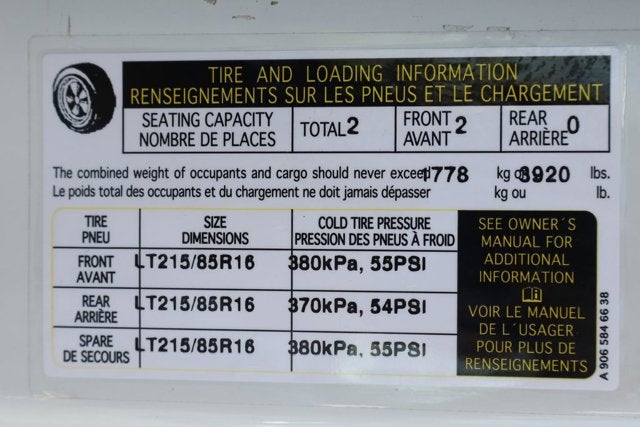 TIRE AND LOADING INFORMATION
RENSEIGNEMENTS SUR LES PNEUS ET LE CHARGEMENT
SEATING CAPACITY
NOMBRE DE PLACES
TOTAL 2
FRONT
AVANT 2
REAR
ARRIÈRE 0
The combined weight of occupants and cargo should never exceed 1778 kg or 3920 lbs.
Le poids total des occupants et du chargement ne doit jamais dépasser kg ou lb.
TIRE
PNEU
SIZE
DIMENSIONS
COLD TIRE PRESSURE
PRESSION DES PNEUS À FROID
FRONT
AVANT
LT215/85R16
380kPa, 55PSI
REAR
ARRIÈRE
LT215/85R16
370kPa, 54PSI
SPARE
DE SECOURS
LT215/85R16
380kPa, 55PSI
SEE OWNER´S
MANUAL FOR
ADDITIONAL
INFORMATION
VOIR LE MANUEL
DE L´USAGER
POUR PLUS DE
RENSEIGNEMENTS
A 906 584 66 38